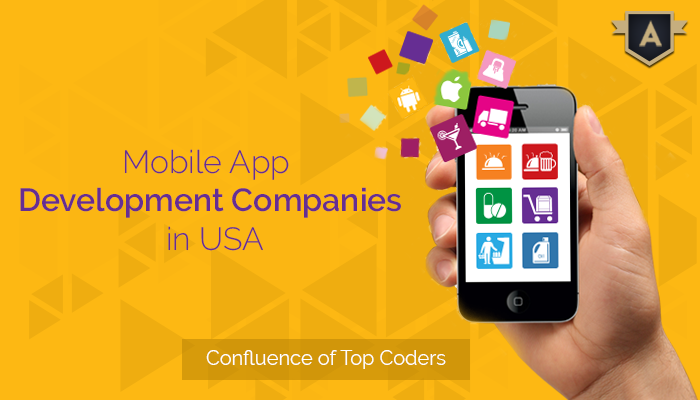 A
Mobile App
Development Companies
in USA
Confluence of Top Coders